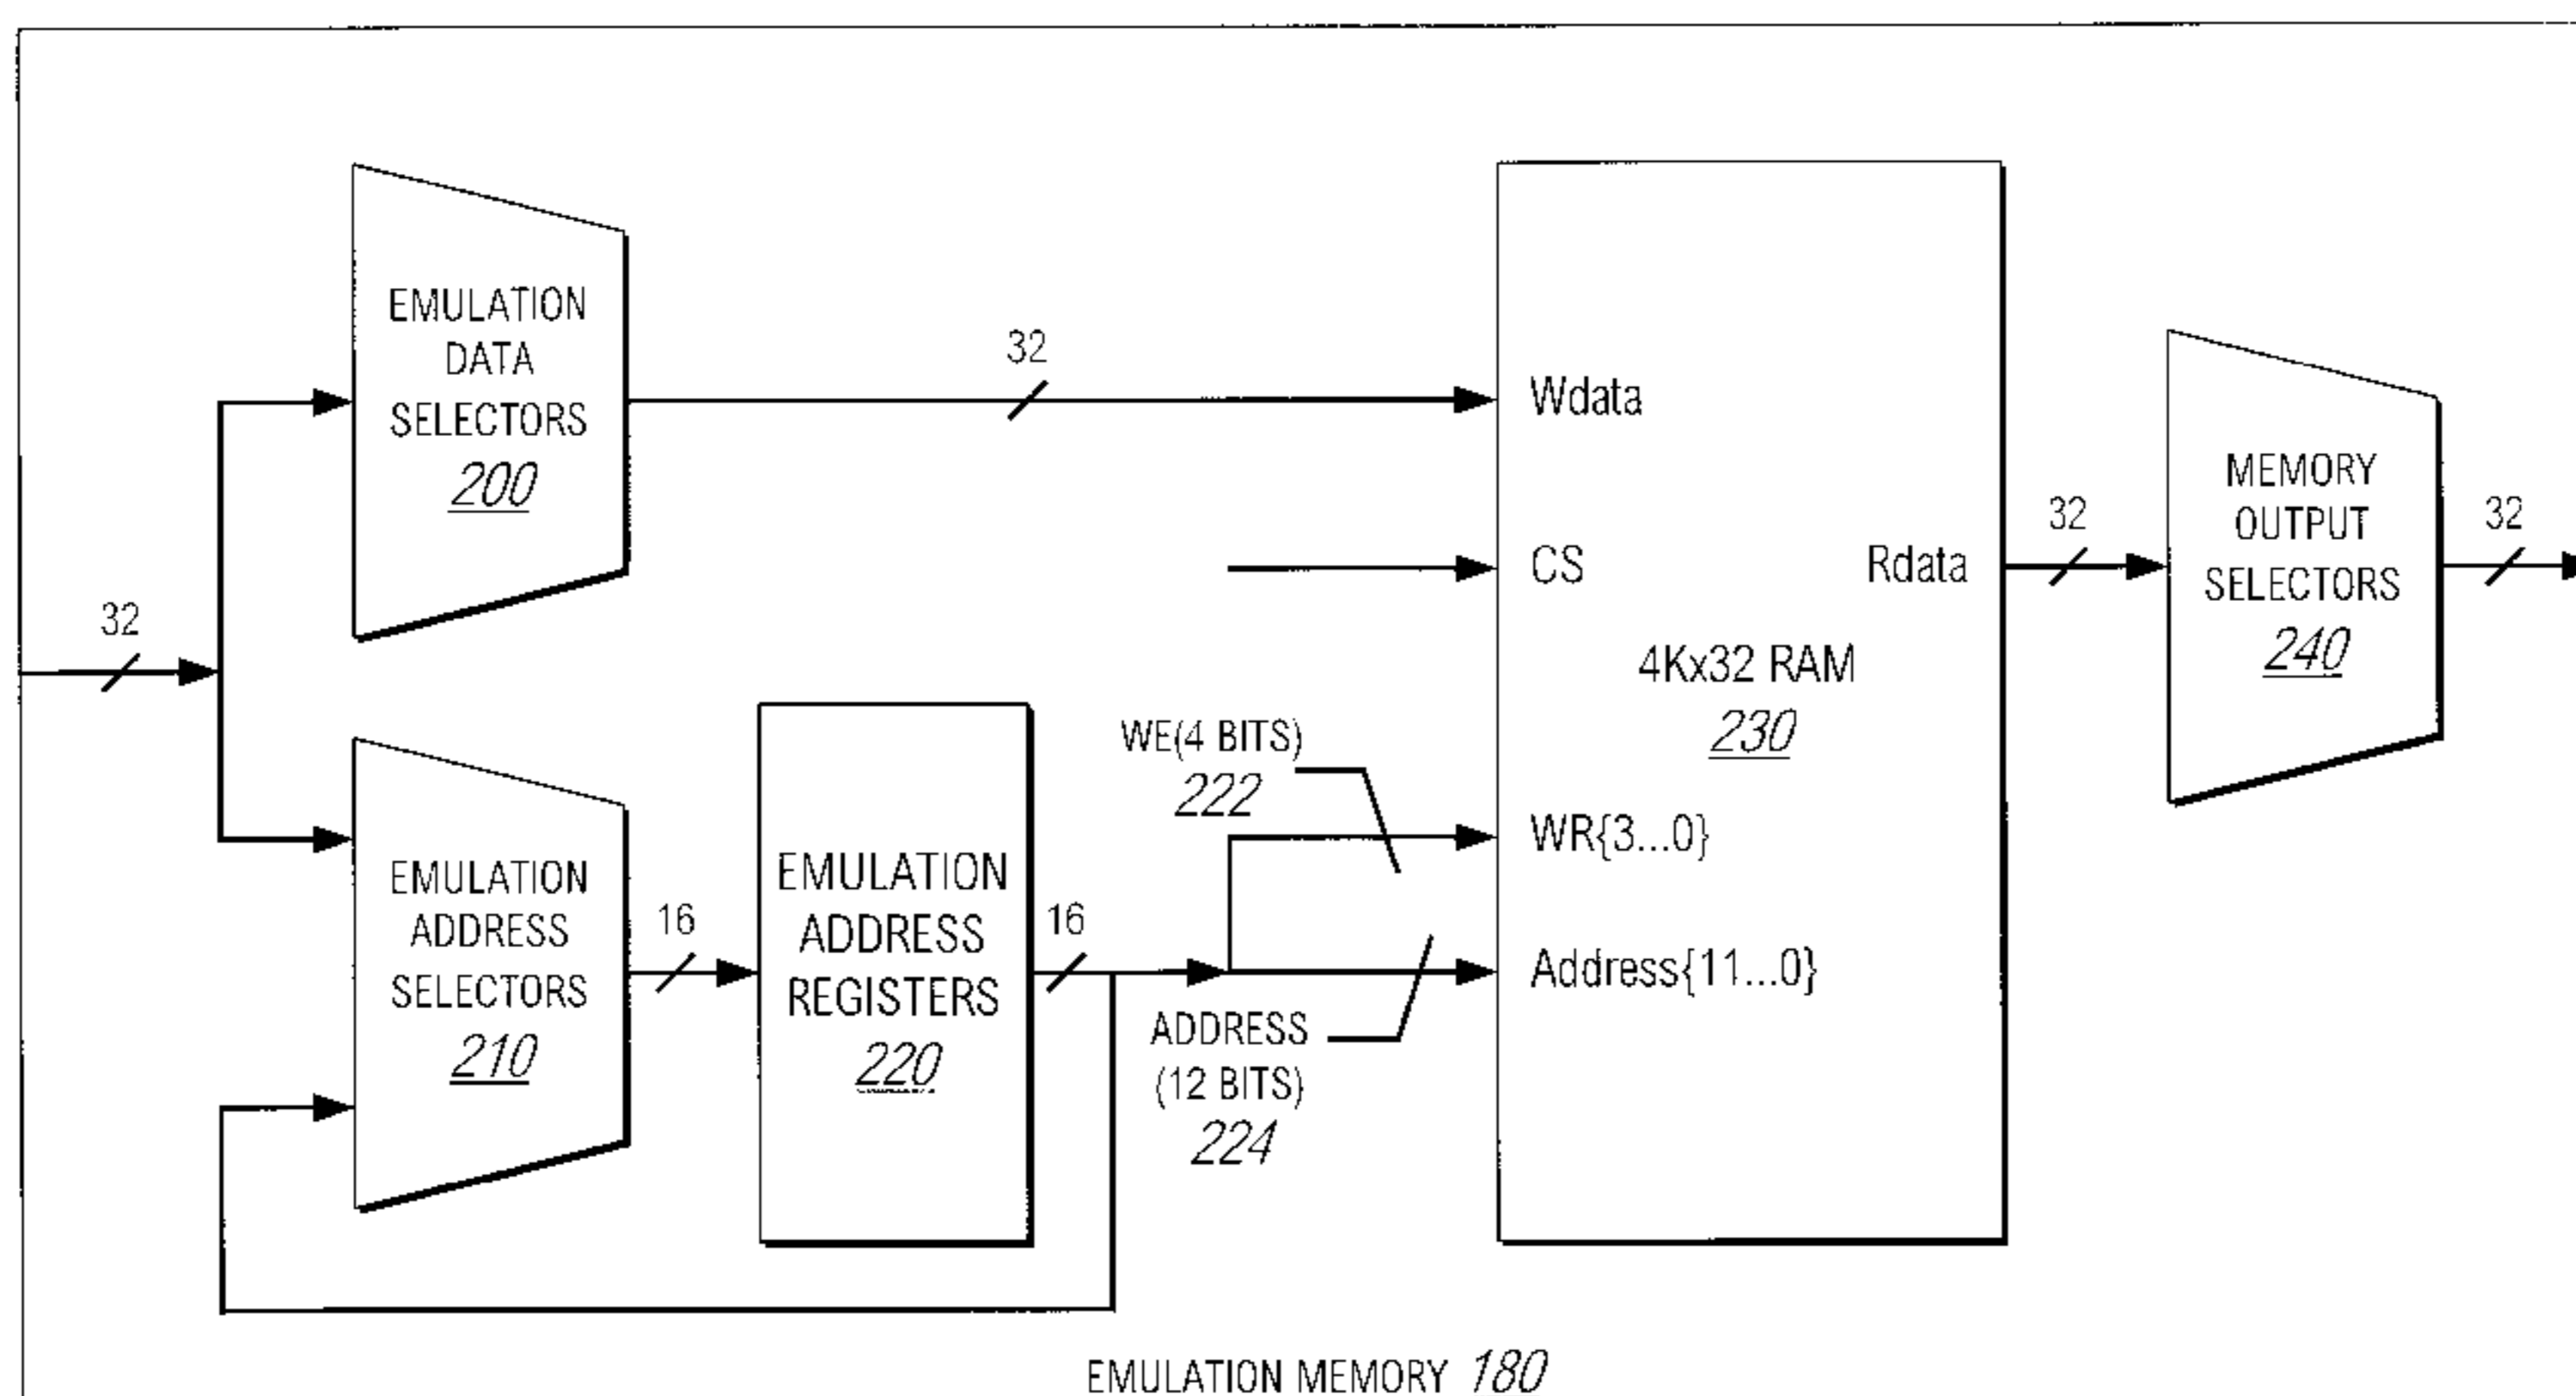 EMULATION
DATA
SELECTORS
200
32
Wdata
CS
Rdata
4Kx32 RAM
230
WR{3...0}
Address{11...0}
32
MEMORY
OUTPUT
SELECTORS
240
32
32
EMULATION
ADDRESS
SELECTORS
210
16
EMULATION
ADDRESS
REGISTERS
220
16
WE(4 BITS)
222
ADDRESS
(12 BITS)
224
EMULATION MEMORY 180